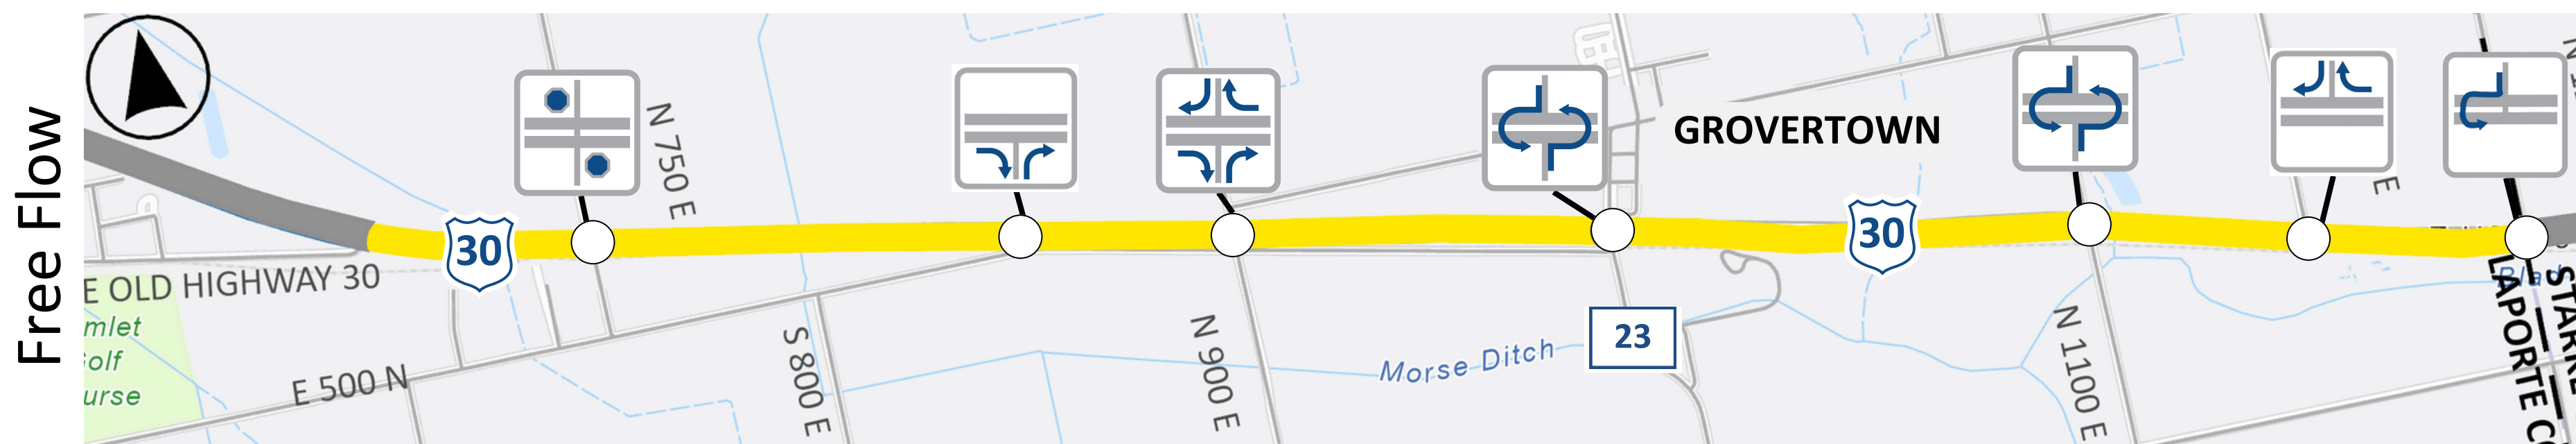 Free Flow
N 750 E
GROVERTOWN
E
30
30
E OLD HIGHWAY 30
mlet
olf
urse
E 500 N
S 800 E
N 900 E
Morse Ditch
23
N 1100 E
Blad
LAPORTE C
STARKE